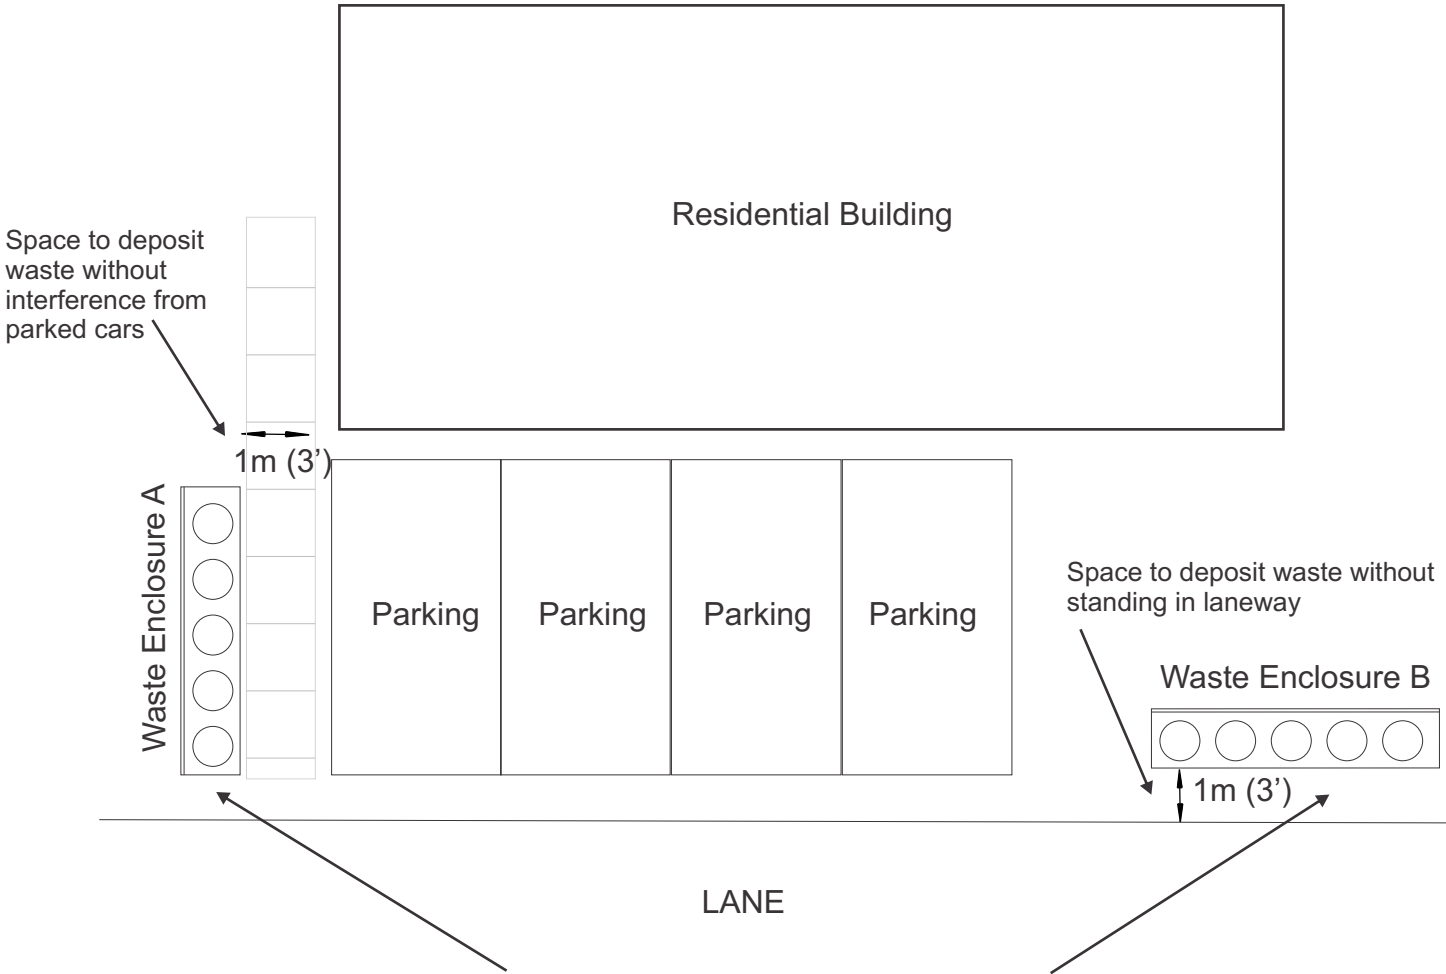 Residential Building
Space to deposit
waste without
interference from
parked cars
1m (3’)
Waste Enclosure A
Parking
Parking
Parking
Parking
Space to deposit waste without
standing in laneway
Waste Enclosure B
1m (3’)
LANE